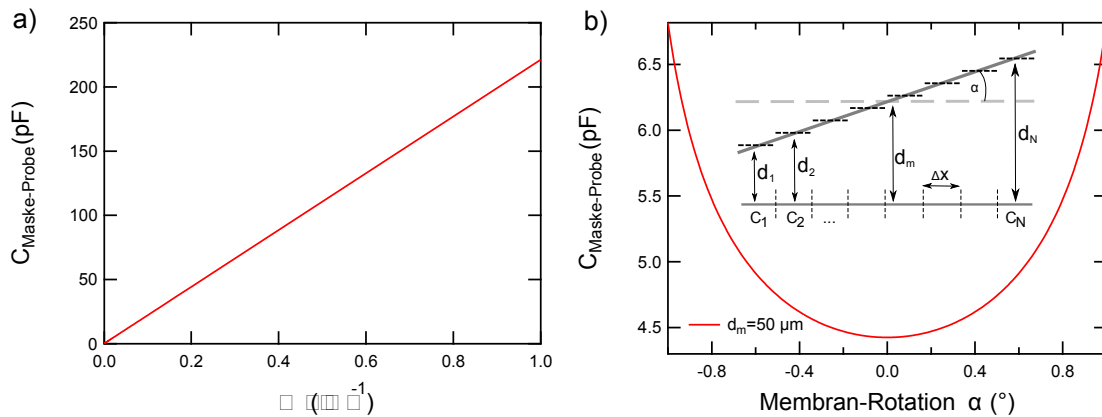 a)
250
200
150
100
50
0
C Maske-Probe (pF)
0.0 0.2 0.4 0.6 0.8 1.0
( -1
)
b)
6.5
6.0
5.5
5.0
4.5
C Maske-Probe (pF)
α
d1 d2 dm dN
Δx
C1 C2 ... CN
dm=50 µm
-0.8 -0.4 0.0 0.4 0.8
Membran-Rotation α (°)